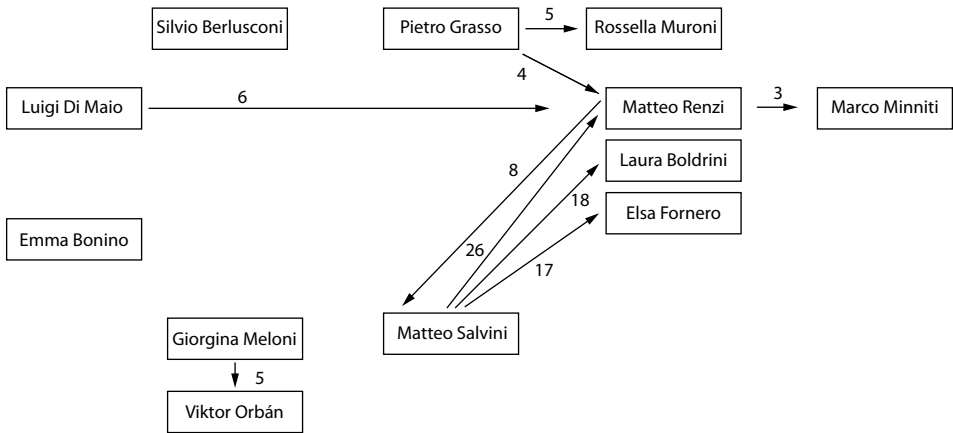 Silvio Berlusconi
Pietro Grasso
5
Rossella Muroni
4
Luigi Di Maio
6
Matteo Renzi
3
Marco Minniti
8
Laura Boldrini
18
Elsa Fornero
Emma Bonino
26
17
Giorgina Meloni
Matteo Salvini
5
Viktor Orbán